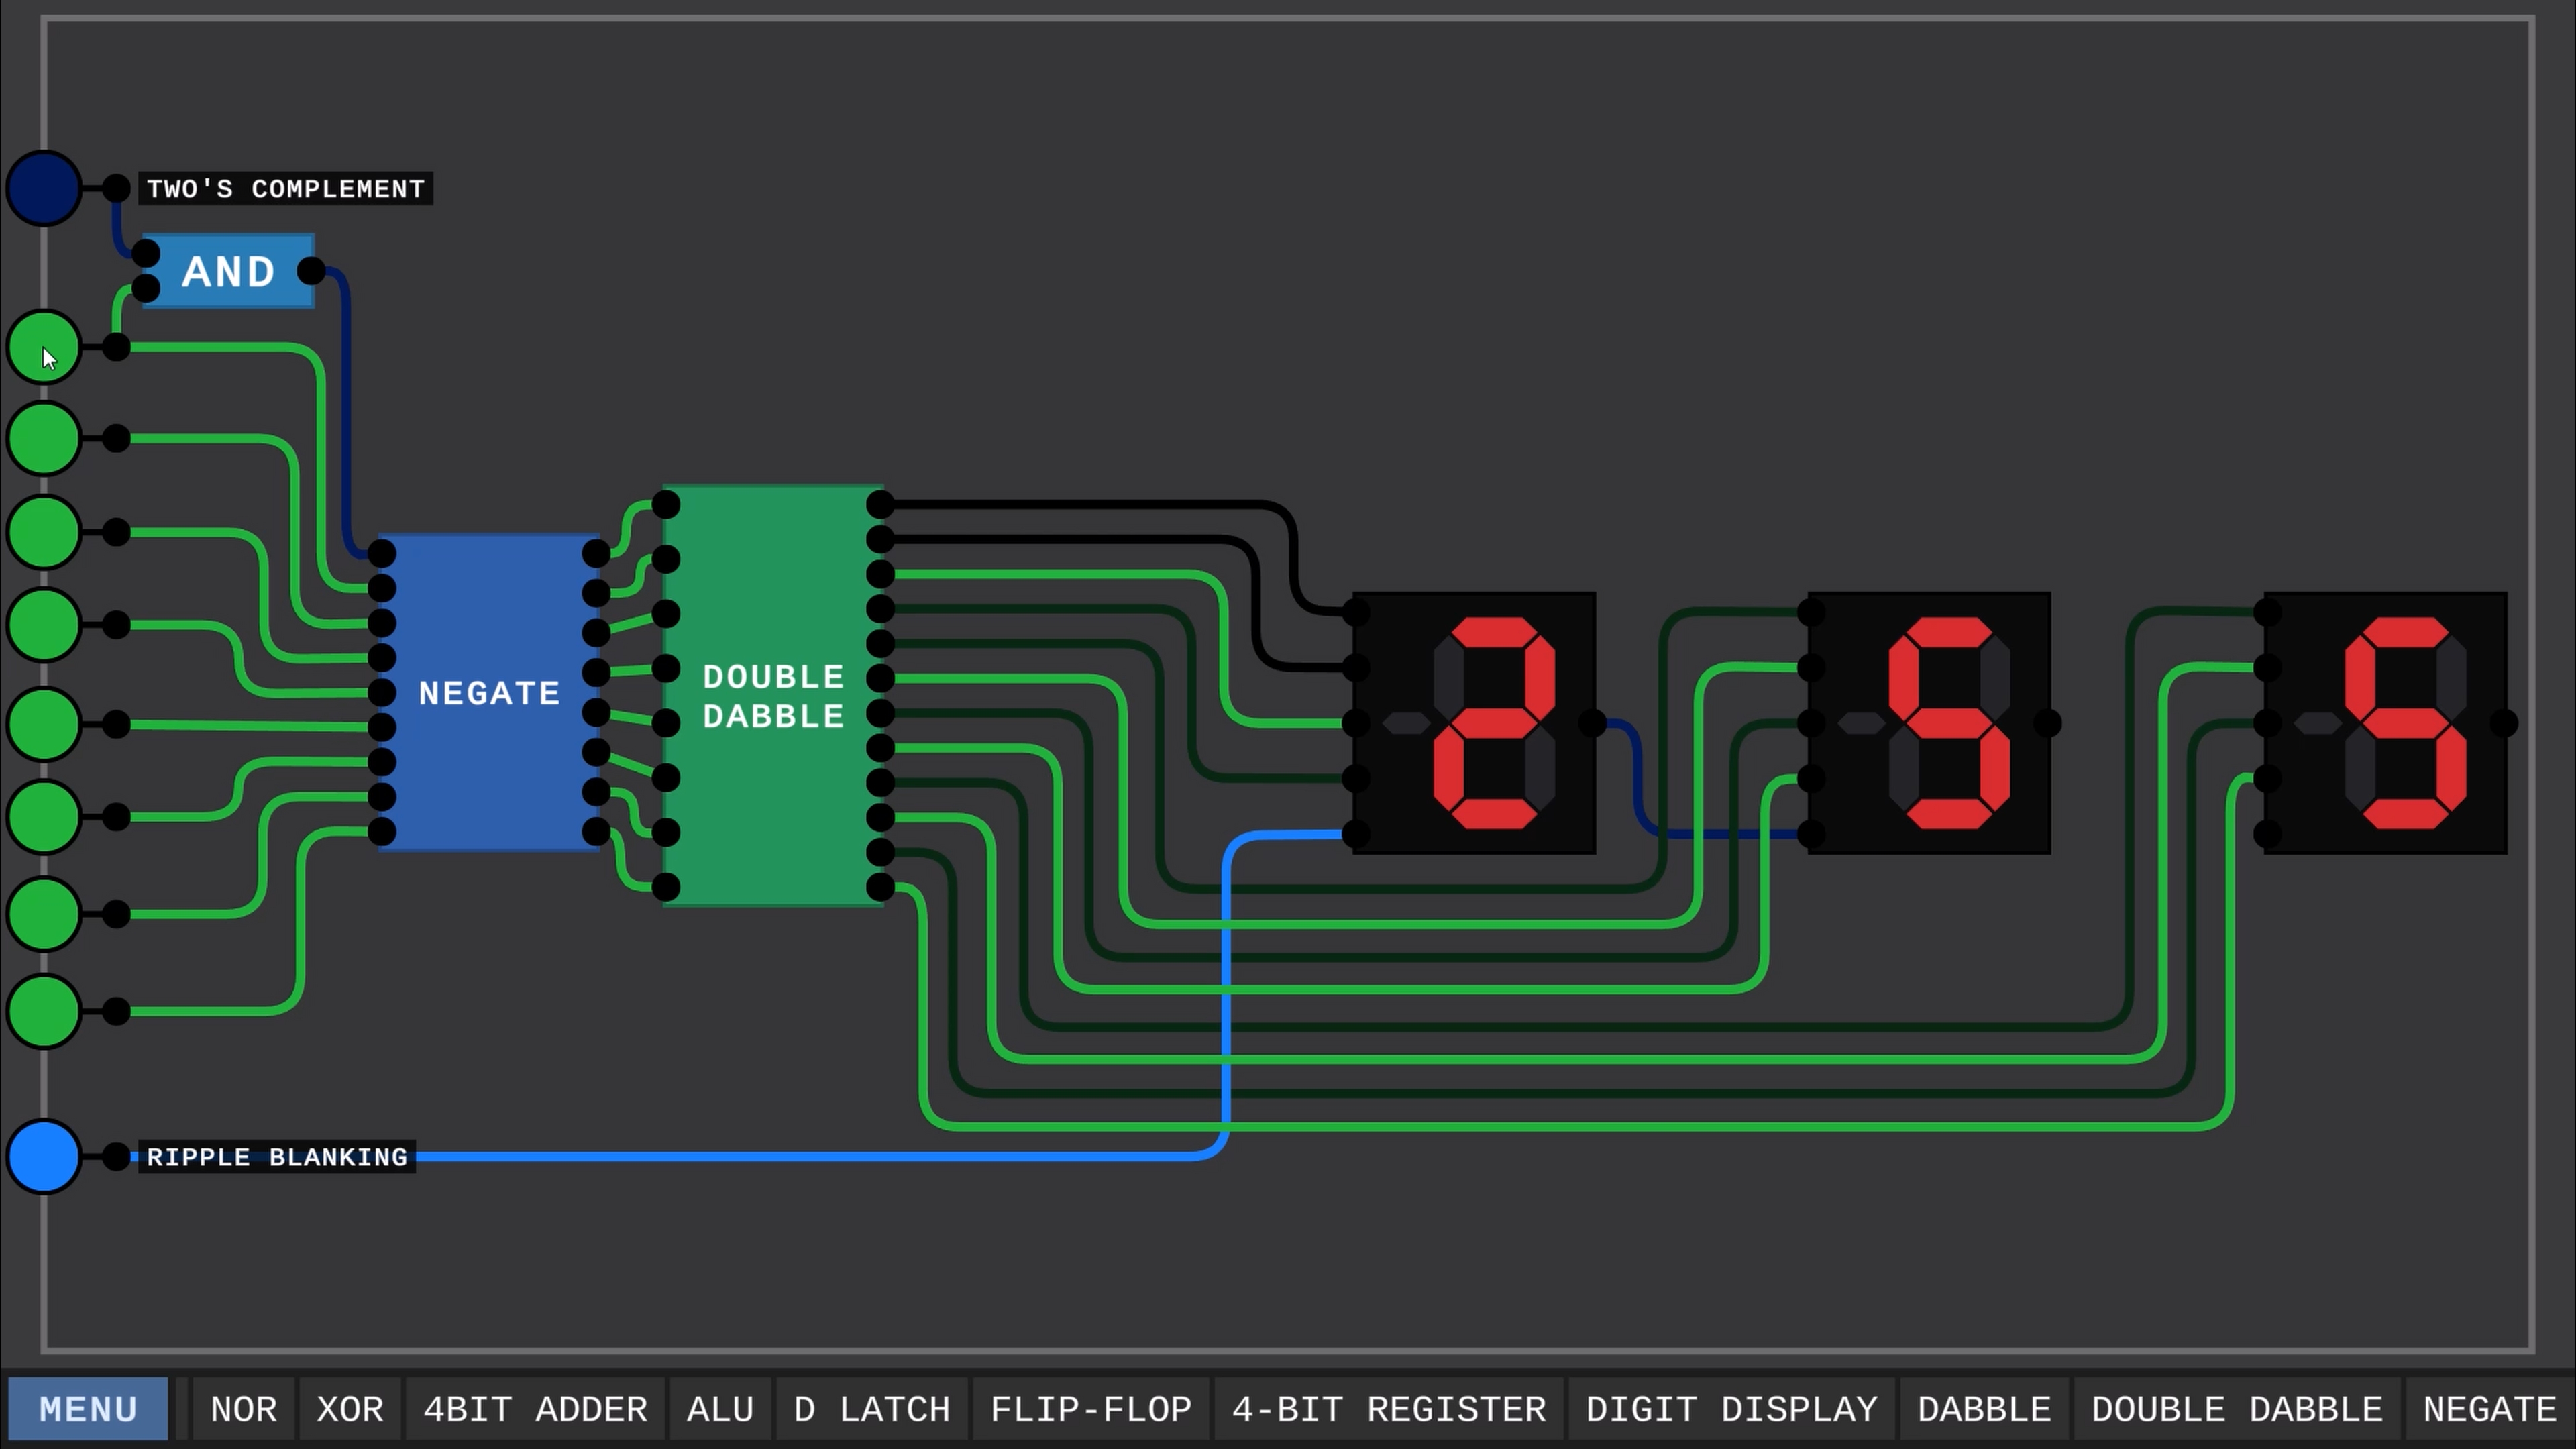 TWO'S COMPLEMENT
AND
NEGATE
DOUBLE
DABBLE
2 5 5
RIPPLE BLANKING
MENU NOR XOR 4BIT ADDER ALU D LATCH FLIP-FLOP 4-BIT REGISTER DIGIT DISPLAY DABBLE DOUBLE DABBLE NEGATE